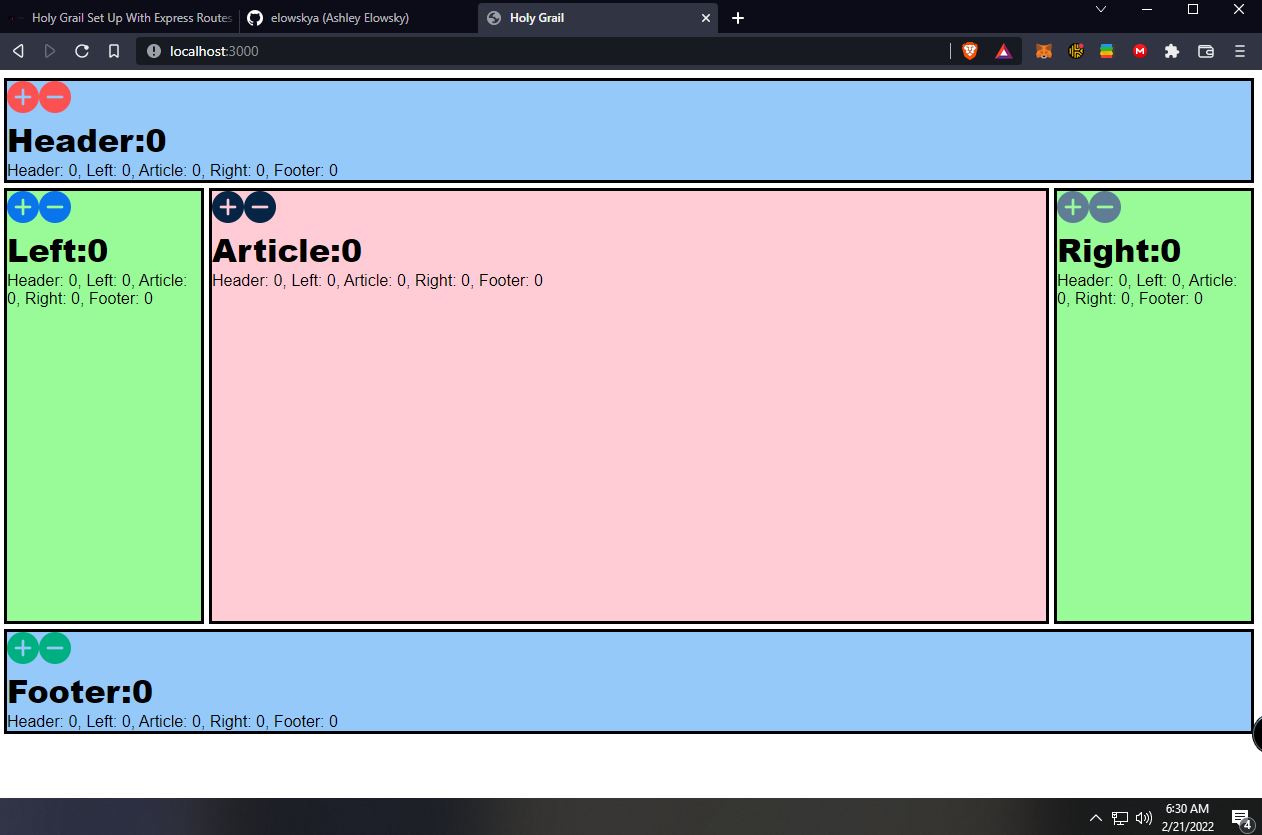 Holy Grail Set Up With Express Routes
elowskya (Ashley Elowsky)
Holy Grail
localhost:3000
Header:0
Header: 0, Left: 0, Article: 0, Right: 0, Footer: 0
Left:0
Header: 0, Left: 0, Article:
0, Right: 0, Footer: 0
Article:0
Header: 0, Left: 0, Article: 0, Right: 0, Footer: 0
Right:0
Header: 0, Left: 0, Article:
0, Right: 0, Footer: 0
Footer:0
Header: 0, Left: 0, Article: 0, Right: 0, Footer: 0
6:30 AM
2/21/2022
4